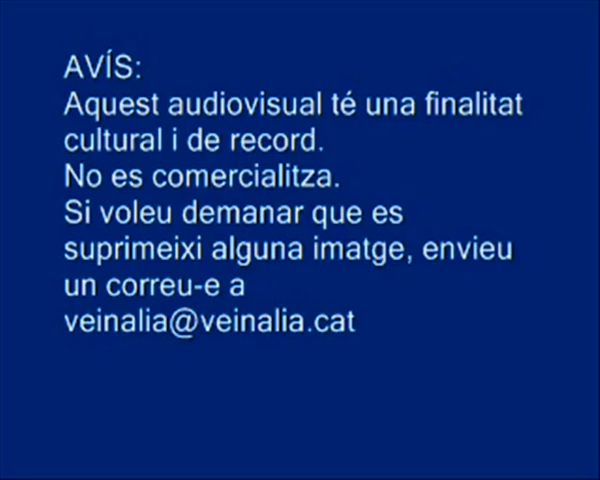 AVÍS:
Aquest audiovisual té una finalitat
cultural i de record.
No es comercialitza.
Si voleu demanar que es
suprimeixi alguna imatge, envieu
un correu-e a
veinalia@veinalia.cat